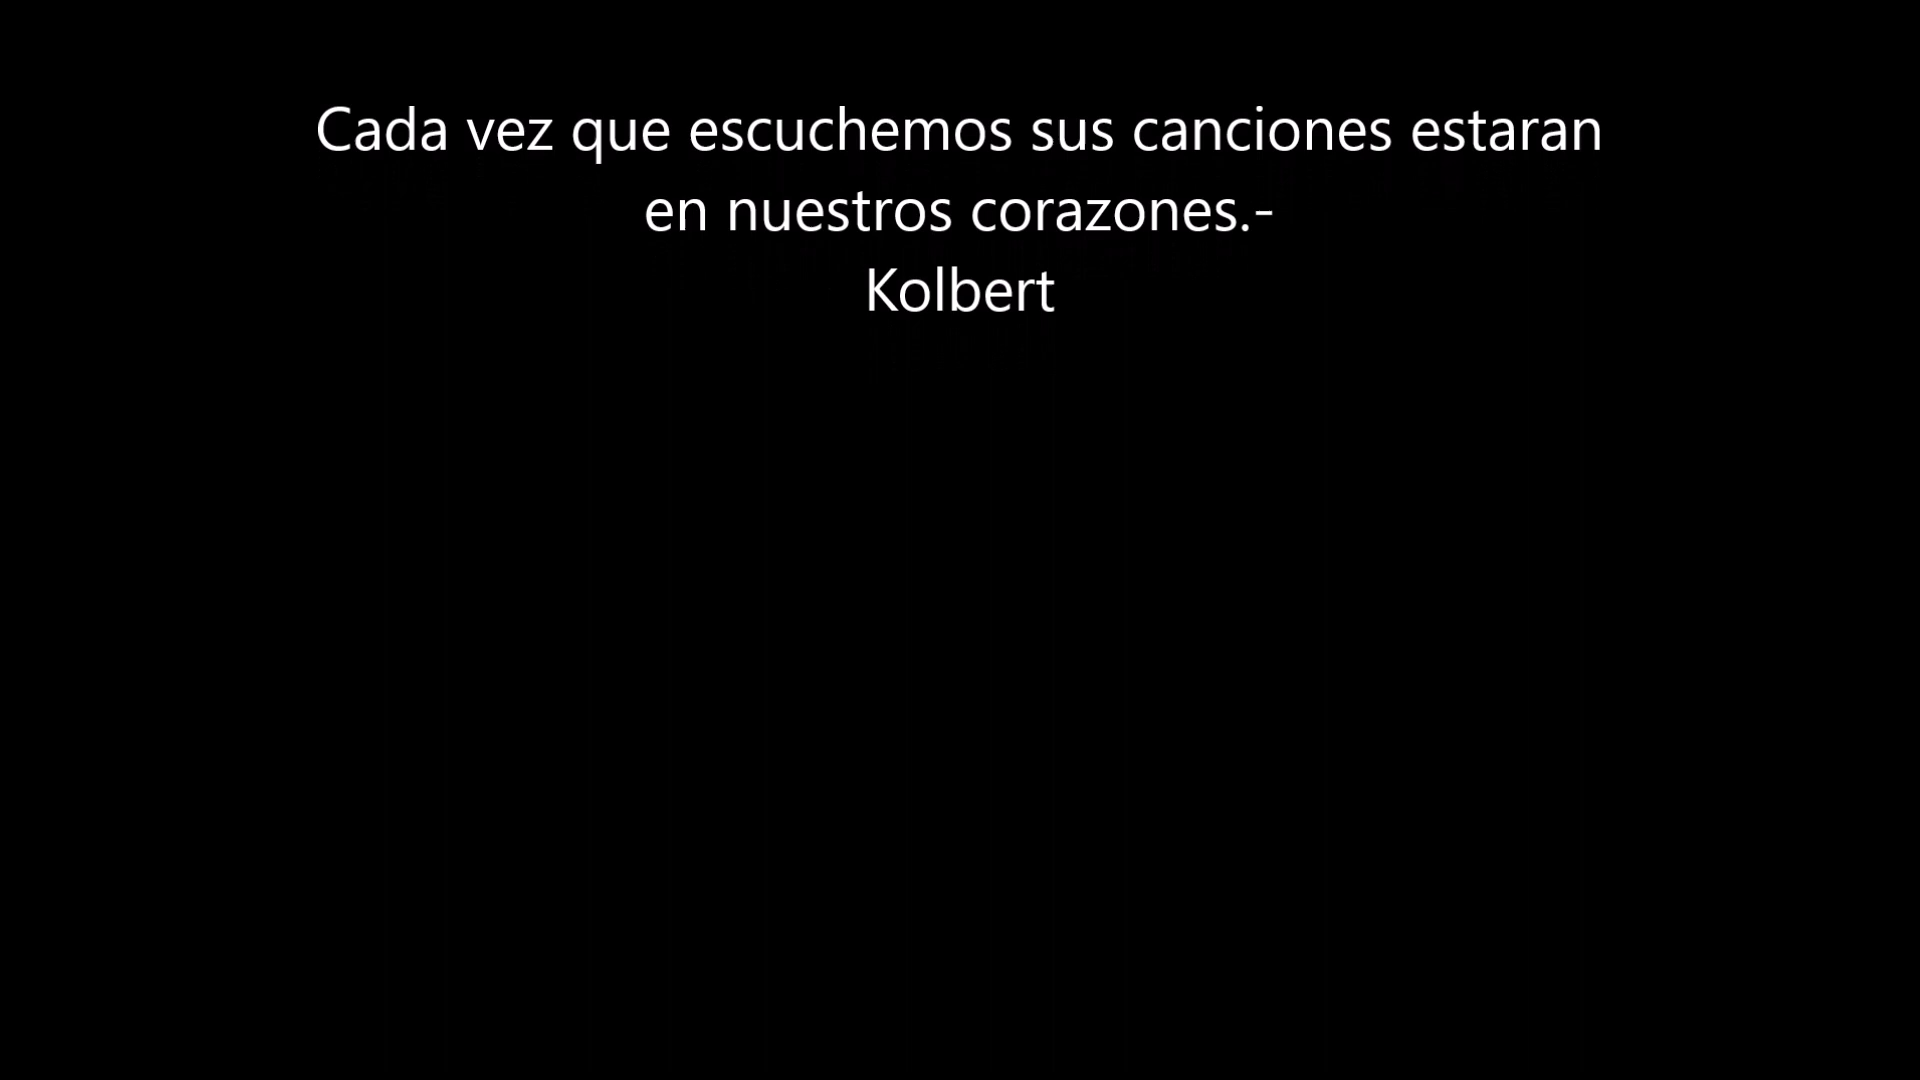 Cada vez que escuchemos sus canciones estaran
en nuestros corazones.-
Kolbert